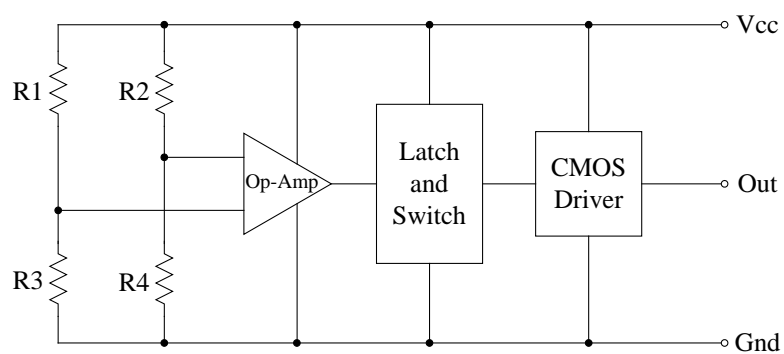 Vcc
R1
R2
Op-Amp
Latch
and
Switch
CMOS
Driver
Out
R3
R4
Gnd